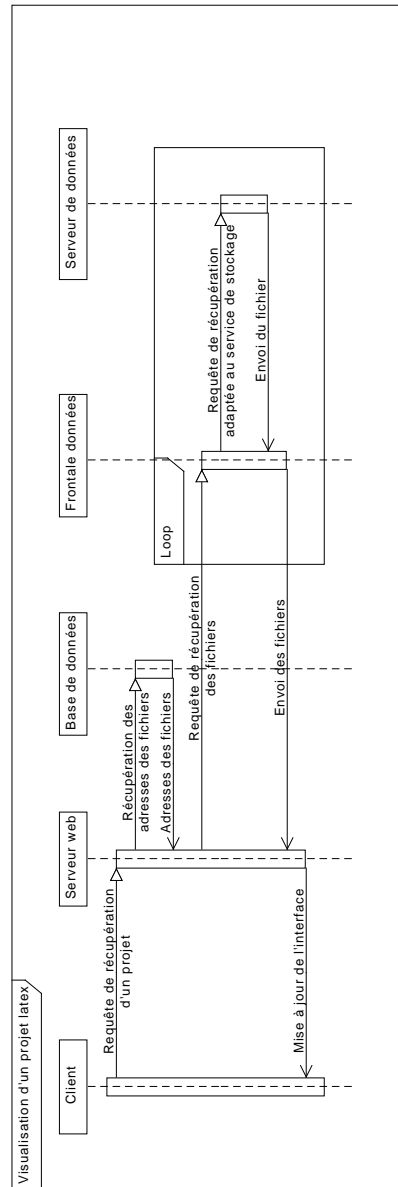 Visualisation d'un projet latex
Client
Serveur web
Base de données
Frontale données
Serveur de données
Loop
Requête de récupération
d'un projet
Récupération des
adresses des fichiers
Adresses des fichiers
Requête de récupération
des fichiers
Requête de récupération
adaptée au service de stockage
Envoi du fichier
Envoi des fichiers
Mise à jour de l'interface